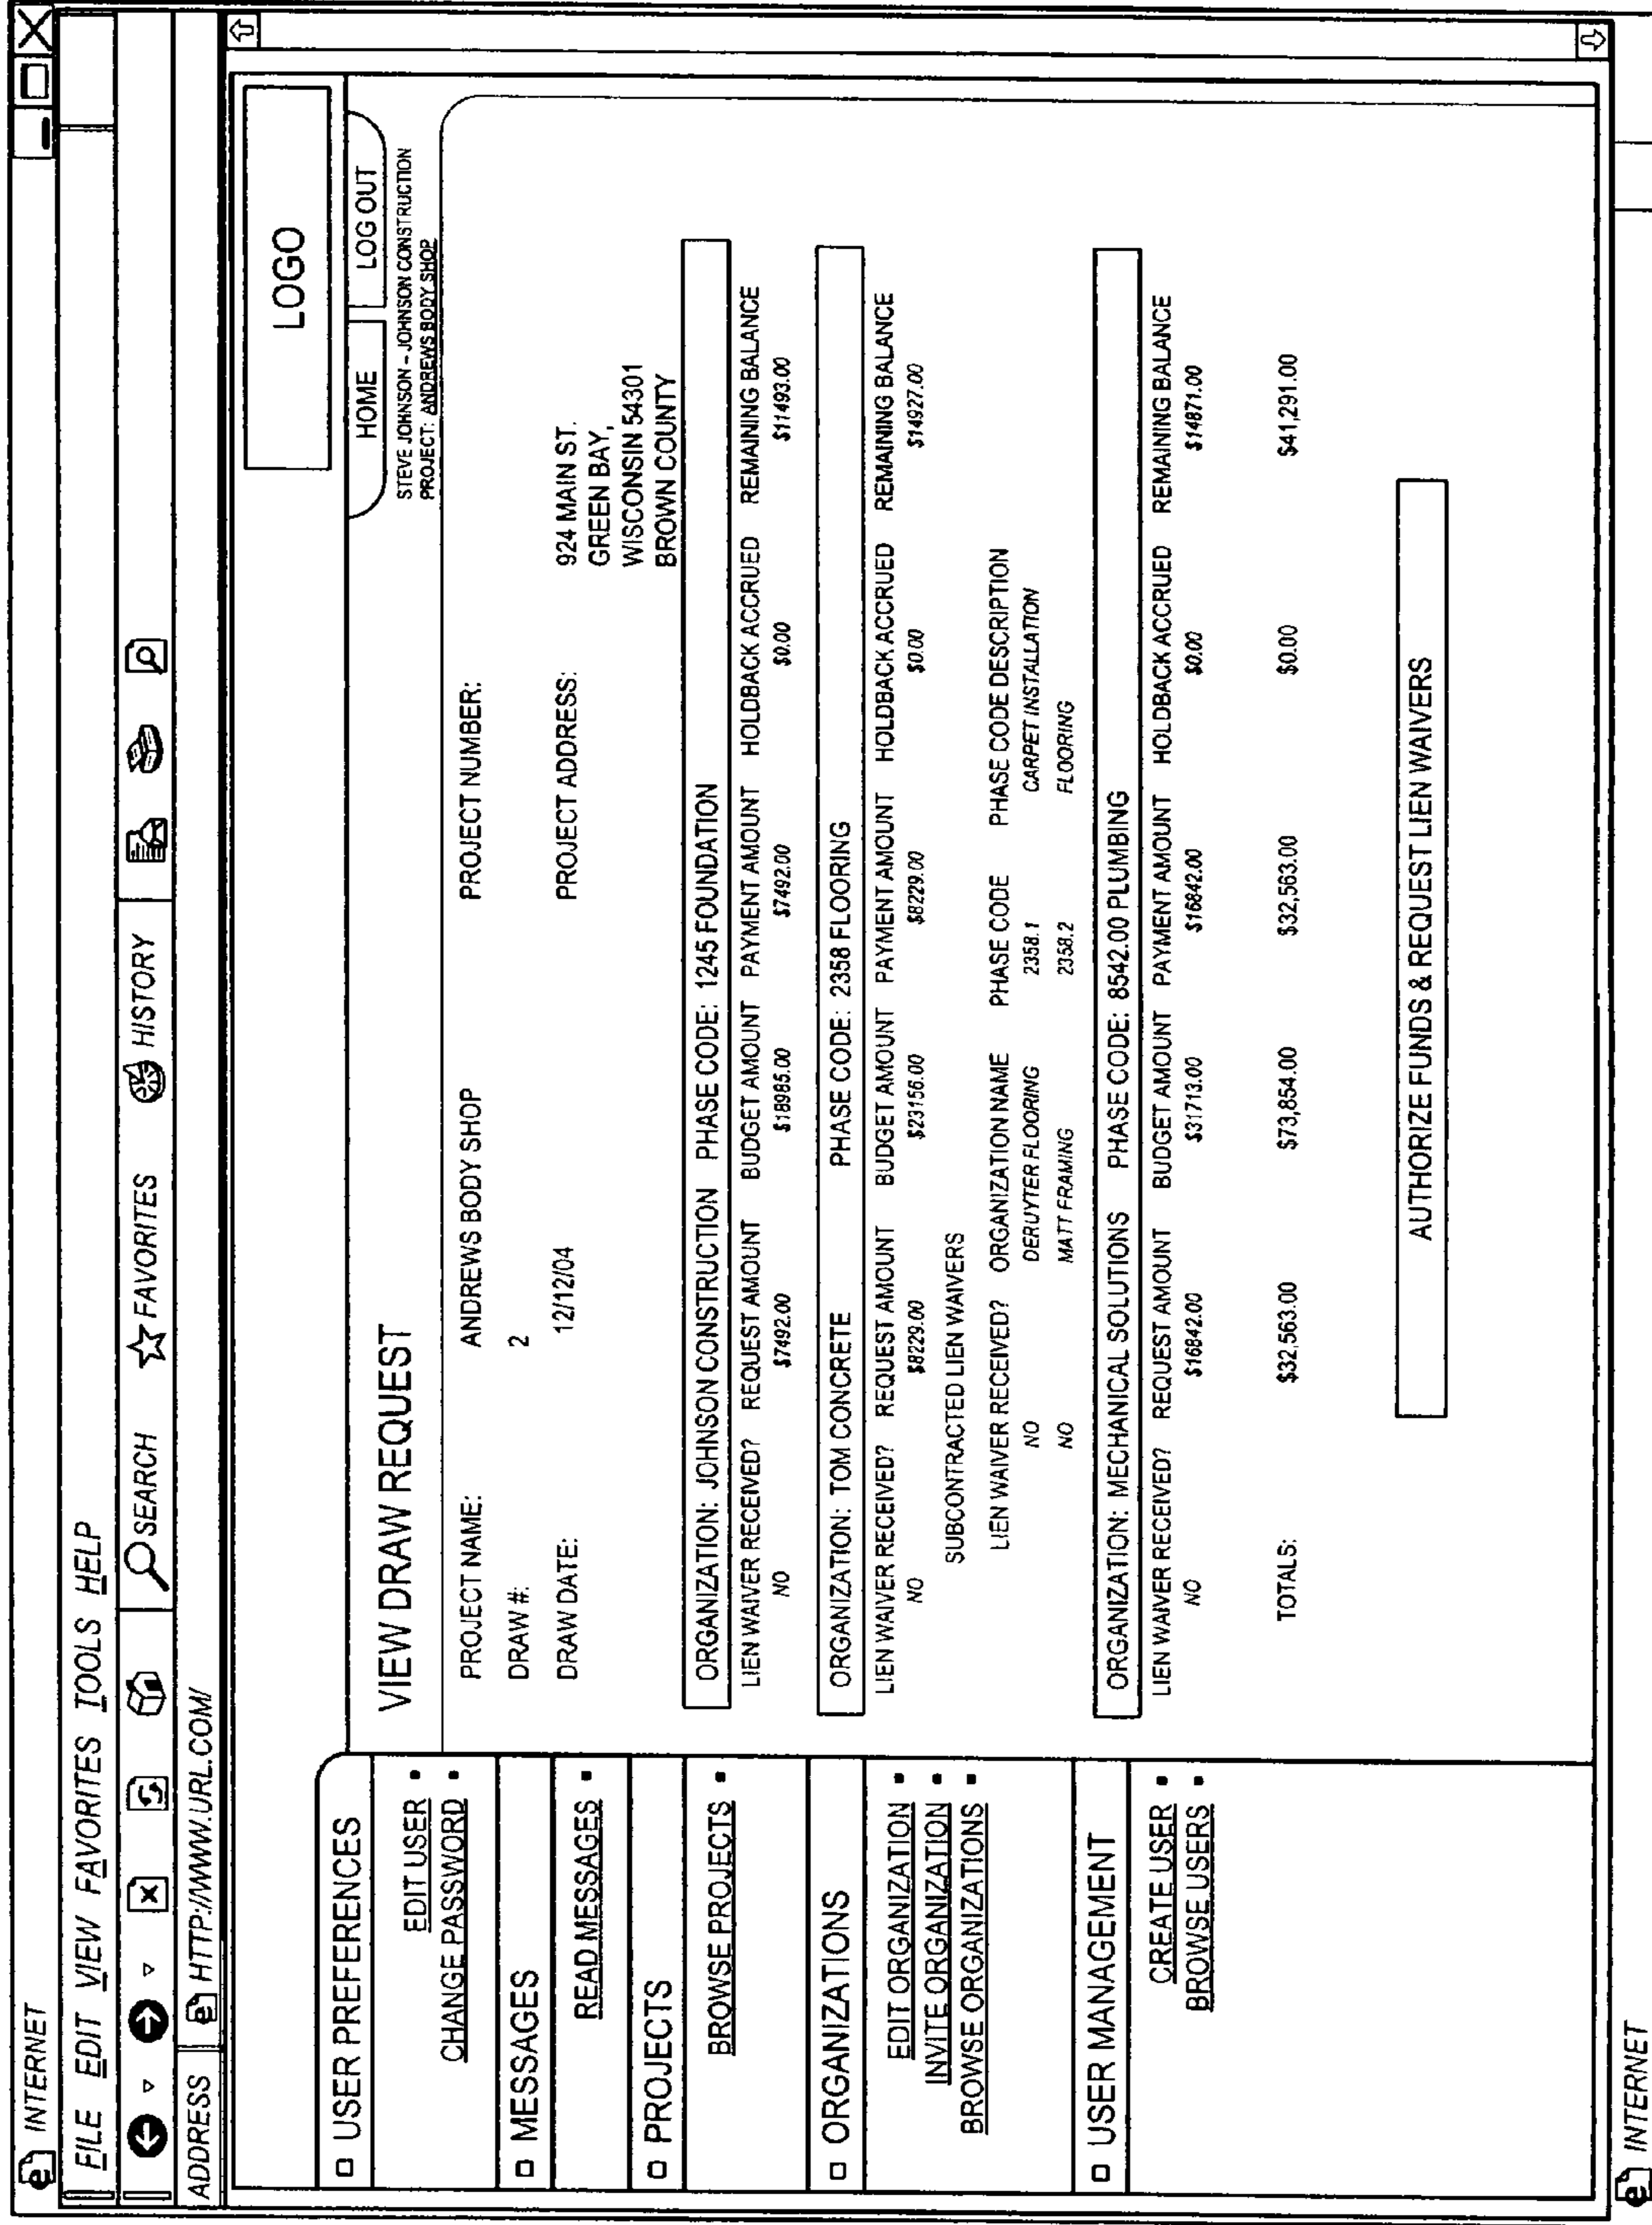 INTERNET
FILE EDIT VIEW FAVORITES TOOLS HELP
SEARCH FAVORITES HISTORY
ADDRESS HTTP://WWW.URL.COM/
LOGO
HOME LOG OUT
STEVE JOHNSON – JOHNSON CONSTRUCTION
PROJECT: ANDREWS BODY SHOP
USER PREFERENCES
EDIT USER
CHANGE PASSWORD
MESSAGES
READ MESSAGES
PROJECTS
BROWSE PROJECTS
ORGANIZATIONS
EDIT ORGANIZATION
INVITE ORGANIZATION
BROWSE ORGANIZATIONS
USER MANAGEMENT
CREATE USER
BROWSE USERS
VIEW DRAW REQUEST
PROJECT NAME: ANDREWS BODY SHOP PROJECT NUMBER:
DRAW #: 2
DRAW DATE: 12/12/04 PROJECT ADDRESS: 924 MAIN ST.
GREEN BAY,
WISCONSIN 54301
BROWN COUNTY
ORGANIZATION: JOHNSON CONSTRUCTION PHASE CODE: 1245 FOUNDATION
LIEN WAIVER RECEIVED? REQUEST AMOUNT BUDGET AMOUNT PAYMENT AMOUNT HOLDBACK ACCRUED REMAINING BALANCE
NO $7492.00 $18985.00 $7492.00 $0.00 $11493.00
ORGANIZATION: TOM CONCRETE PHASE CODE: 2358 FLOORING
LIEN WAIVER RECEIVED? REQUEST AMOUNT BUDGET AMOUNT PAYMENT AMOUNT HOLDBACK ACCRUED REMAINING BALANCE
NO $8229.00 $23156.00 $8229.00 $0.00 $14927.00
SUBCONTRACTED LIEN WAIVERS
LIEN WAIVER RECEIVED? ORGANIZATION NAME PHASE CODE PHASE CODE DESCRIPTION
NO DERUYTER FLOORING 2358.1 CARPET INSTALLATION
NO MATT FRAMING 2358.2 FLOORING
ORGANIZATION: MECHANICAL SOLUTIONS PHASE CODE: 8542.00 PLUMBING
LIEN WAIVER RECEIVED? REQUEST AMOUNT BUDGET AMOUNT PAYMENT AMOUNT HOLDBACK ACCRUED REMAINING BALANCE
NO $16842.00 $31713.00 $16842.00 $0.00 $14871.00
TOTALS: $32,563.00 $73,854.00 $32,563.00 $0.00 $41,291.00
AUTHORIZE FUNDS & REQUEST LIEN WAIVERS
INTERNET